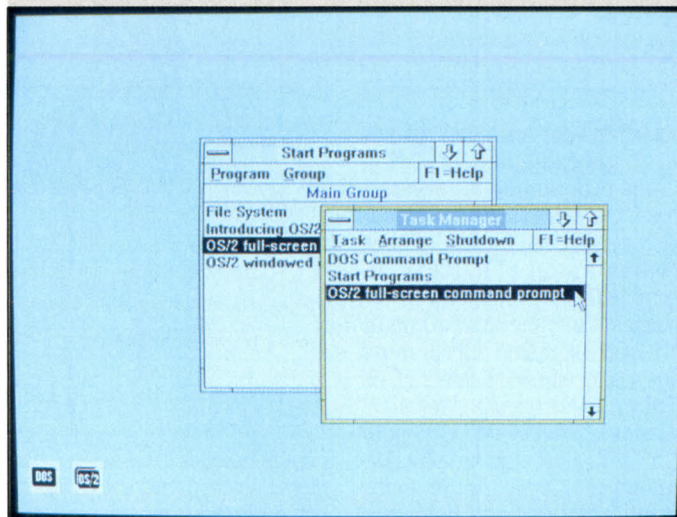 Start Programs
Program Group F1=Help
Main Group
File System
Introducing OS/2
OS/2 full-screen
OS/2 windowed
Task Manager
Task Arrange Shutdown F1=Help
DOS Command Prompt
Start Programs
OS/2 full-screen command prompt
DOS OS/2